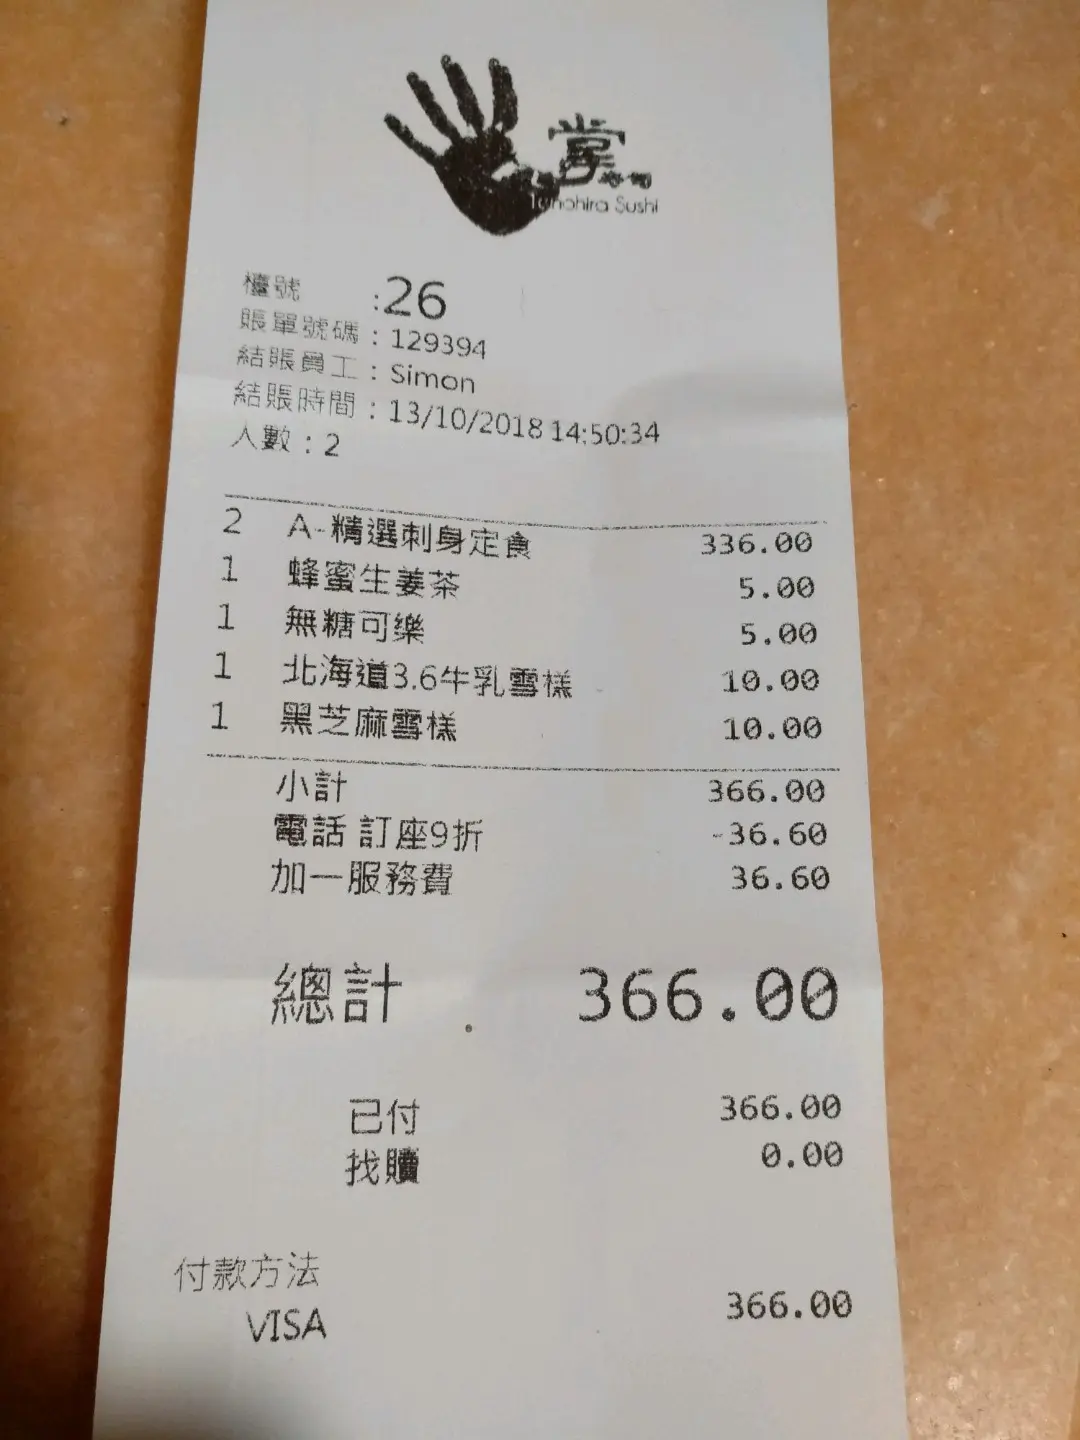 掌寿司
Tanohira Sushi
檯號 :26
賬單號碼 : 129394
結賬員工 : Simon
結賬時間 : 13/10/2018 14:50:34
人數 : 2
2 A-精選刺身定食 336.00
1 蜂蜜生姜茶 5.00
1 無糖可樂 5.00
1 北海道3.6牛乳雪榚 10.00
1 黑芝麻雪榚 10.00
小計 366.00
電話 訂座9折 -36.60
加一服務費 36.60
總計 366.00
已付 366.00
找贖 0.00
付款方法
VISA 366.00